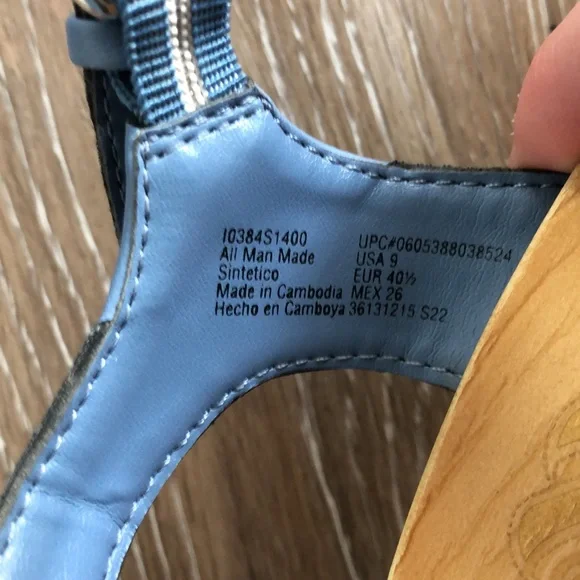 I0384S1400 UPC#0605388038524
All Man Made USA 9
Sintetico EUR 40½
Made in Cambodia MEX 26
Hecho en Camboya 36131215 S22